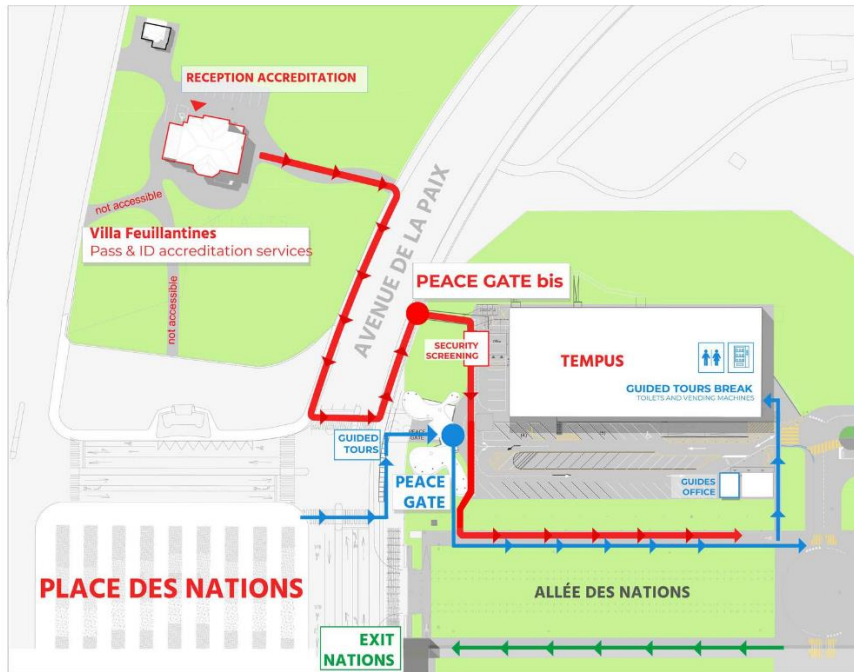 RECEPTION ACCREDITATION
not accessible
Villa Feuillantines
Pass & ID accreditation services
not accessible
AVENUE DE LA PAIX
PEACE GATE bis
SECURITY
SCREENING
TEMPUS
GUIDED TOURS BREAK
TOILETS AND VENDING MACHINES
GUIDED
TOURS
PEACE
GATE
PEACE
GATE
GUIDES
OFFICE
PLACE DES NATIONS
ALLÉE DES NATIONS
EXIT
NATIONS